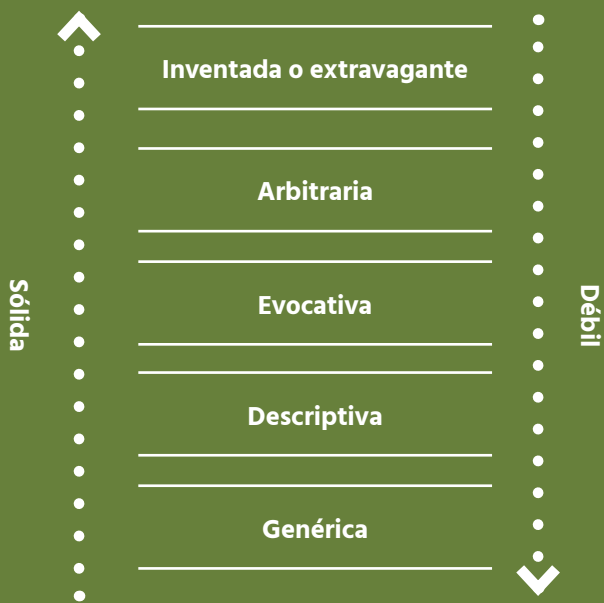 Inventada o extravagante
Arbitraria
Sólida
Débil
Evocativa
Descriptiva
Genérica